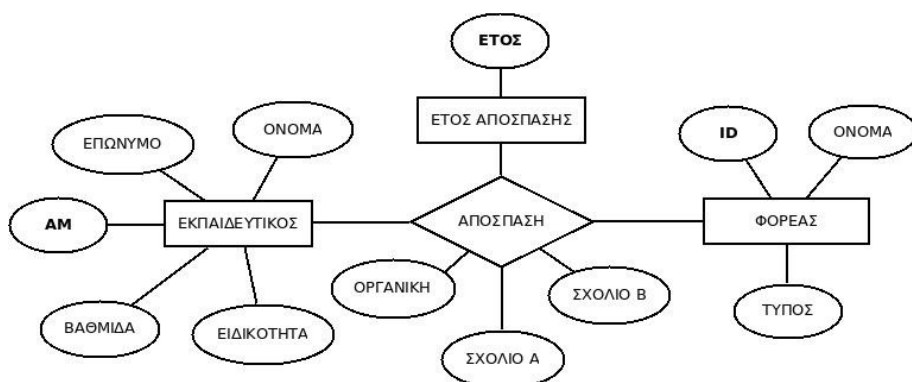 ΕΤΟΣ
ΕΤΟΣ ΑΠΟΣΠΑΣΗΣ
ΕΠΩΝΥΜΟ
ΟΝΟΜΑ
ID
ΟΝΟΜΑ
ΑΜ
ΕΚΠΑΙΔΕΥΤΙΚΟΣ
ΑΠΟΣΠΑΣΗ
ΦΟΡΕΑΣ
ΟΡΓΑΝΙΚΗ
ΣΧΟΛΙΟ Β
ΤΥΠΟΣ
ΒΑΘΜΙΔΑ
ΕΙΔΙΚΟΤΗΤΑ
ΣΧΟΛΙΟ Α